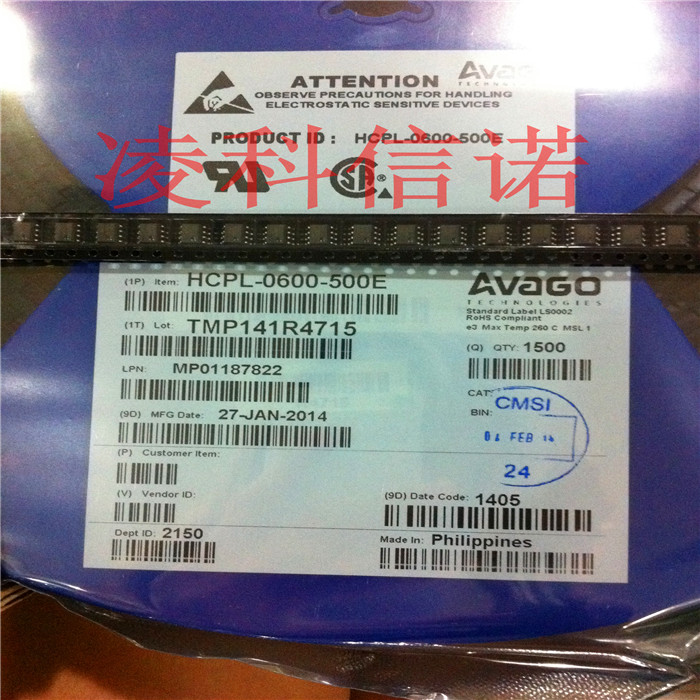 ATTENTION
Avago
TECHNOLOGIES
OBSERVE PRECAUTIONS FOR HANDLING
ELECTROSTATIC SENSITIVE DEVICES
PRODUCT ID: HCPL-0600-500E
凌科信诺
(1P) Item: HCPL-0600-500E
AVAGO
TECHNOLOGIES
Standard Label LS0002
RoHS Compliant
e3 Max Temp 260 C MSL 1
(1T) Lot: TMP141R4715
(Q) QTY: 1500
LPN: MP01187822
CAT:
BIN:
CMSI
FEB 14
24
(9D) MFG Date: 27-JAN-2014
(P) Customer Item:
(V) Vendor ID:
(9D) Date Code: 1405
Dept ID: 2150
Made In: Philippines